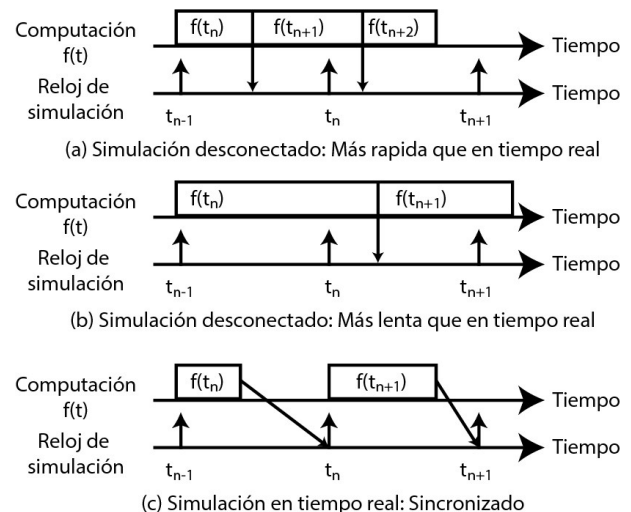 Computación
f(t)
f(tn) f(tn+1) f(tn+2)
Tiempo
Reloj de
simulación
tn-1 tn tn+1
Tiempo
(a) Simulación desconectado: Más rapida que en tiempo real
Computación
f(t)
f(tn) f(tn+1)
Tiempo
Reloj de
simulación
tn-1 tn tn+1
Tiempo
(b) Simulación desconectado: Más lenta que en tiempo real
Computación
f(t)
f(tn) f(tn+1)
Tiempo
Reloj de
simulación
tn-1 tn tn+1
Tiempo
(c) Simulación en tiempo real: Sincronizado